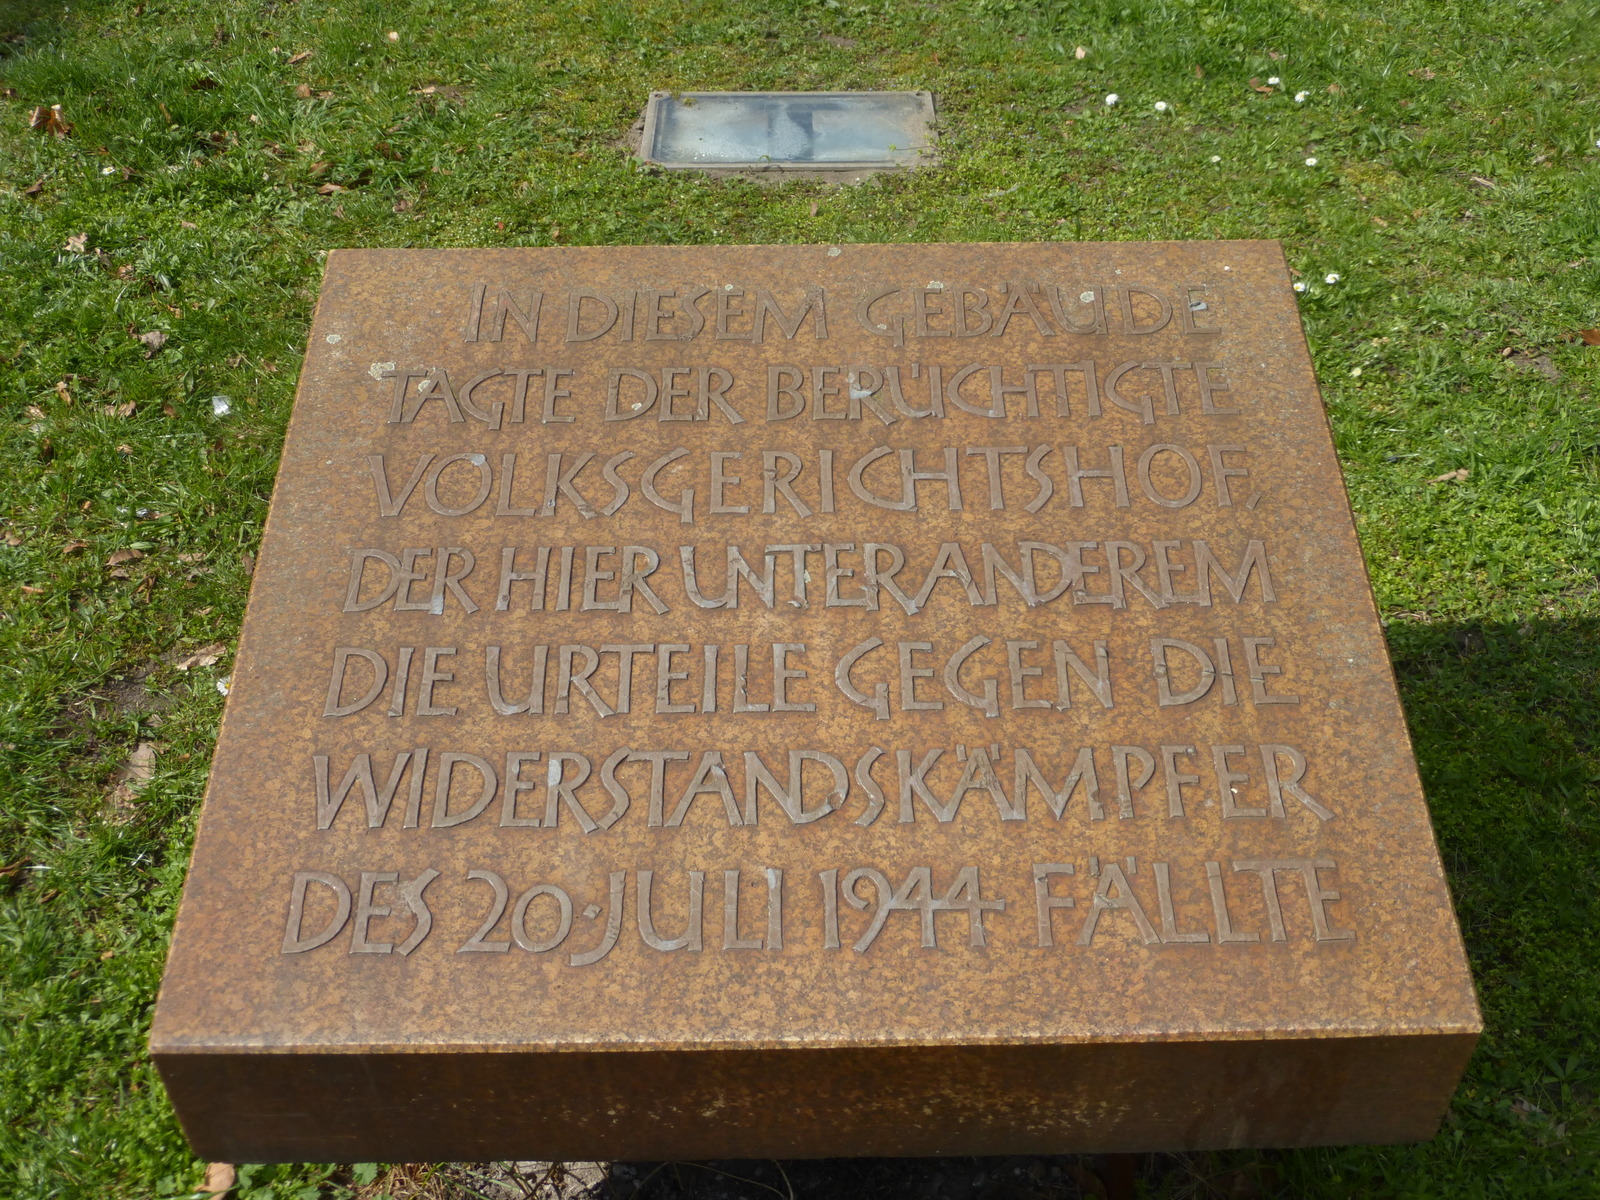 IN DIESEM GEBÄUDE
TAGTE DER BERÜCHTIGTE
VOLKSGERICHTSHOF,
DER HIER UNTER ANDEREM
DIE URTEILE GEGEN DIE
WIDERSTANDSKÄMPFER
DES 20·JULI 1944 FÄLLTE